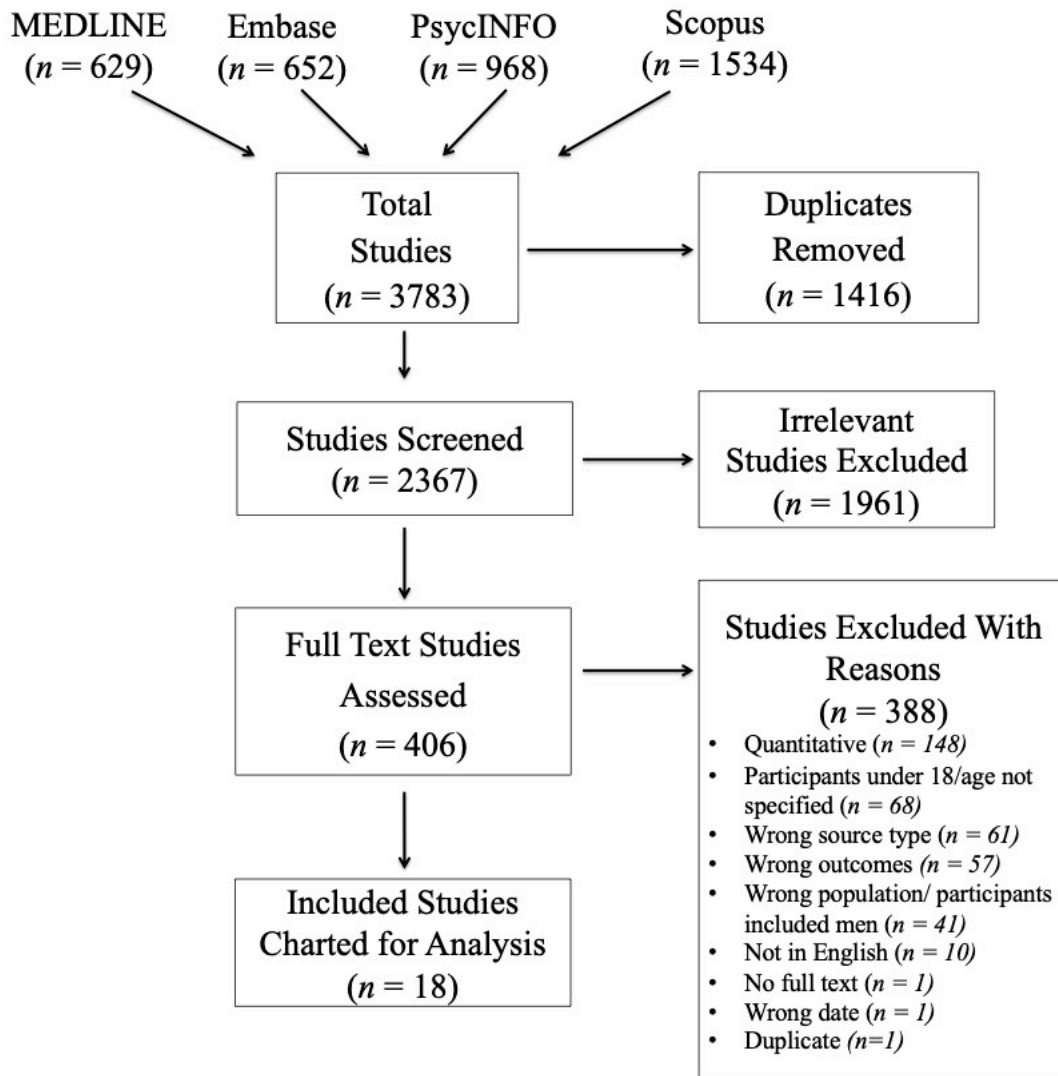 MEDLINE
(n = 629)
Embase
(n = 652)
PsycINFO
(n = 968)
Scopus
(n = 1534)
Total
Studies
(n = 3783)
Duplicates
Removed
(n = 1416)
Studies Screened
(n = 2367)
Irrelevant
Studies Excluded
(n = 1961)
Full Text Studies
Assessed
(n = 406)
Studies Excluded With
Reasons
(n = 388)
• Quantitative (n = 148)
• Participants under 18/age not
specified (n = 68)
• Wrong source type (n = 61)
• Wrong outcomes (n = 57)
• Wrong population/ participants
included men (n = 41)
• Not in English (n = 10)
• No full text (n = 1)
• Wrong date (n = 1)
• Duplicate (n=1)
Included Studies
Charted for Analysis
(n = 18)